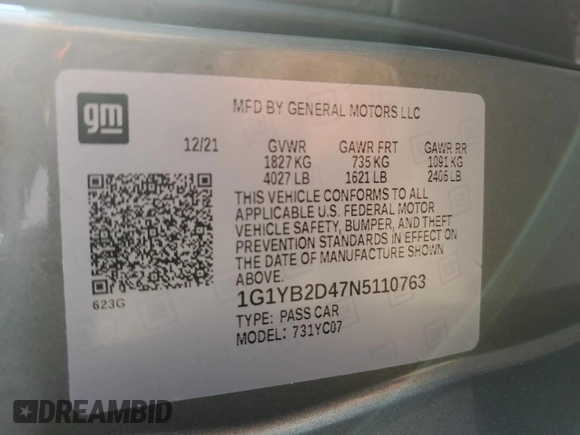 gm
MFD BY GENERAL MOTORS LLC
12/21 GVWR GAWR FRT GAWR RR
1827 KG 735 KG 1091 KG
4027 LB 1621 LB 2406 LB
THIS VEHICLE CONFORMS TO ALL
APPLICABLE U.S. FEDERAL MOTOR
VEHICLE SAFETY, BUMPER, AND THEFT
PREVENTION STANDARDS IN EFFECT ON
THE DATE OF MANUFACTURE SHOWN
ABOVE.
623G
1G1YB2D47N5110763
TYPE: PASS CAR
MODEL: 731YC07
DREAMBID